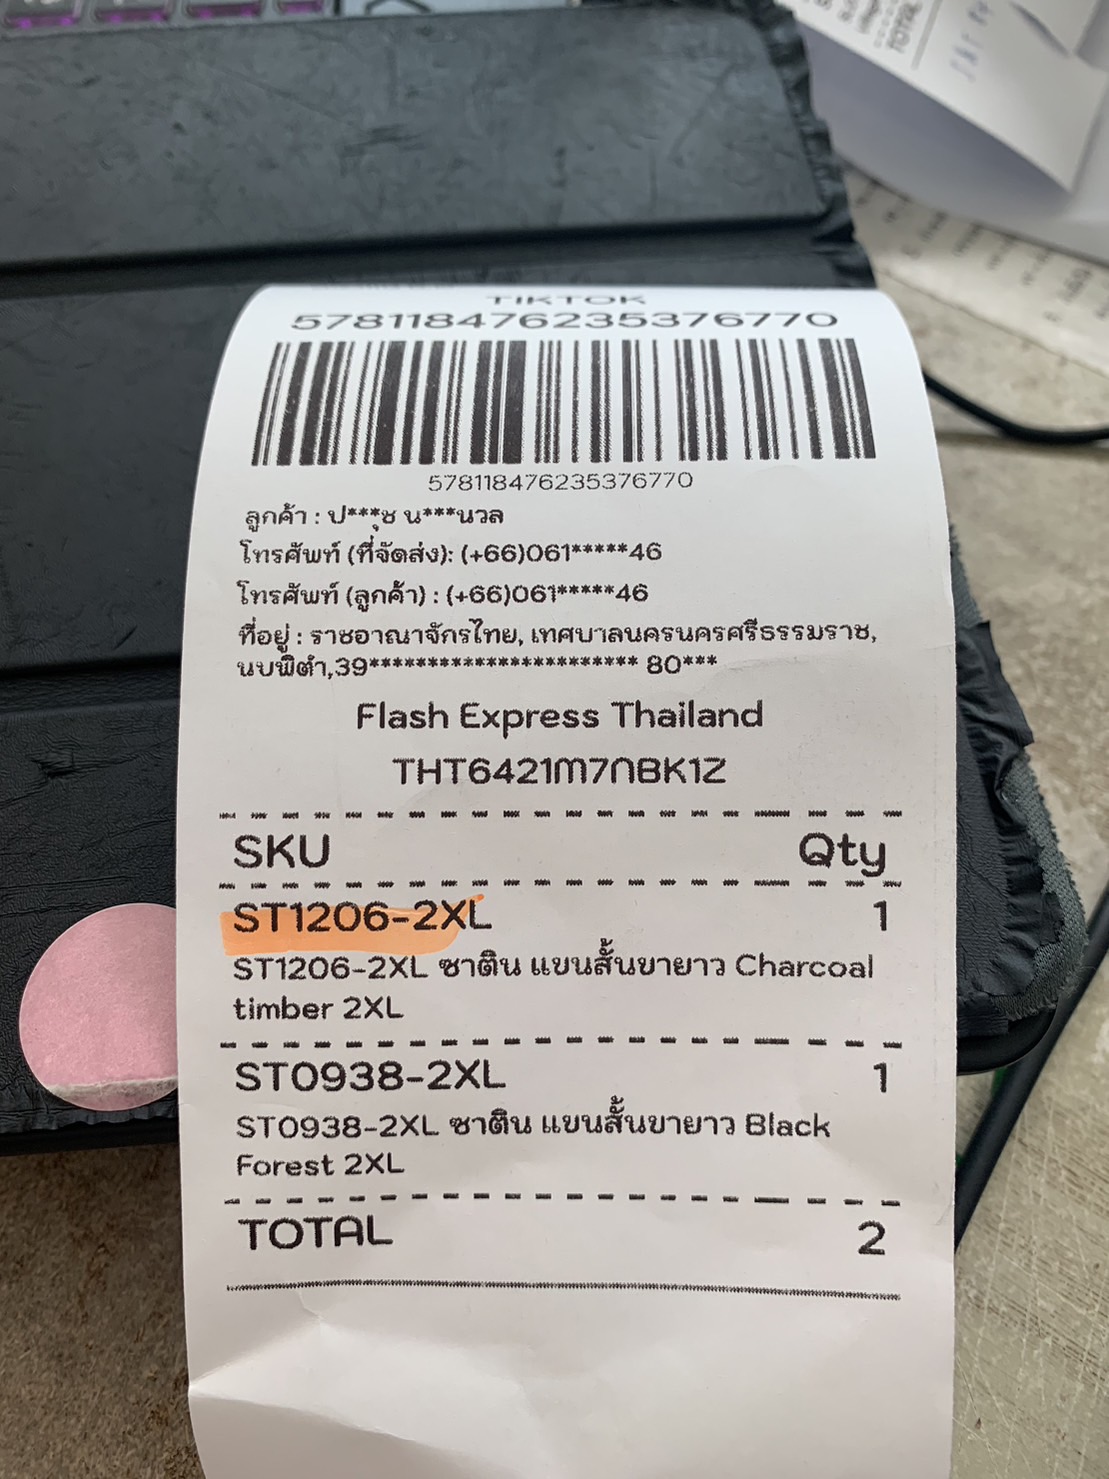 TOTAL
TIKTOK
578118476235376770
578118476235376770
ลูกค้า : ป***ุช น***นวล
โทรศัพท์ (ที่จัดส่ง): (+66)061*****46
โทรศัพท์ (ลูกค้า) : (+66)061*****46
ที่อยู่ : ราชอาณาจักรไทย, เทศบาลนครนครศรีธรรมราช,
นบพิตำ,39*********************** 80***
Flash Express Thailand
THT6421M7NBK1Z
SKU Qty
ST1206-2XL 1
ST1206-2XL ซาติน แขนสั้นขายาว Charcoal
timber 2XL
ST0938-2XL 1
ST0938-2XL ซาติน แขนสั้นขายาว Black
Forest 2XL
TOTAL 2